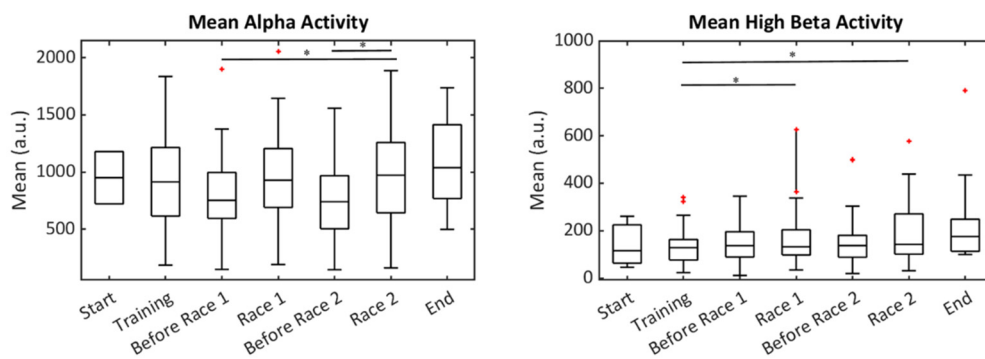 Mean Alpha Activity
Mean (a.u.)
2000
1500
1000
500
*
*
Start
Training
Before Race 1
Race 1
Before Race 2
Race 2
End
Mean High Beta Activity
Mean (a.u.)
1000
800
600
400
200
0
*
*
Start
Training
Before Race 1
Race 1
Before Race 2
Race 2
End